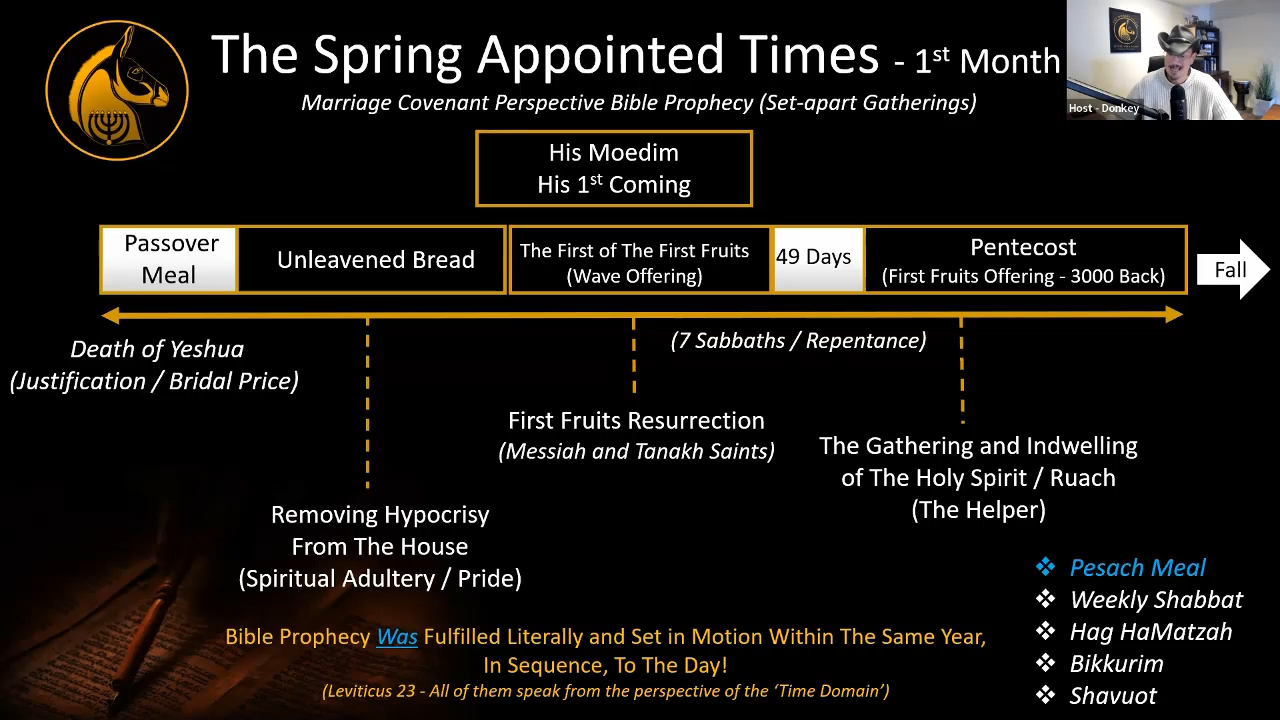 The Spring Appointed Times - 1st Month
Marriage Covenant Perspective Bible Prophecy (Set-apart Gatherings)
Host - Donkey
His Moedim
His 1st Coming
Passover
Meal
Unleavened Bread
The First of The First Fruits
(Wave Offering)
49 Days
Pentecost
(First Fruits Offering - 3000 Back)
Fall
Death of Yeshua
(Justification / Bridal Price)
(7 Sabbaths / Repentance)
First Fruits Resurrection
(Messiah and Tanakh Saints)
The Gathering and Indwelling
of The Holy Spirit / Ruach
(The Helper)
Removing Hypocrisy
From The House
(Spiritual Adultery / Pride)
❖ Pesach Meal
❖ Weekly Shabbat
❖ Hag HaMatzah
❖ Bikkurim
❖ Shavuot
Bible Prophecy Was Fulfilled Literally and Set in Motion Within The Same Year,
In Sequence, To The Day!
(Leviticus 23 - All of them speak from the perspective of the ‘Time Domain’)